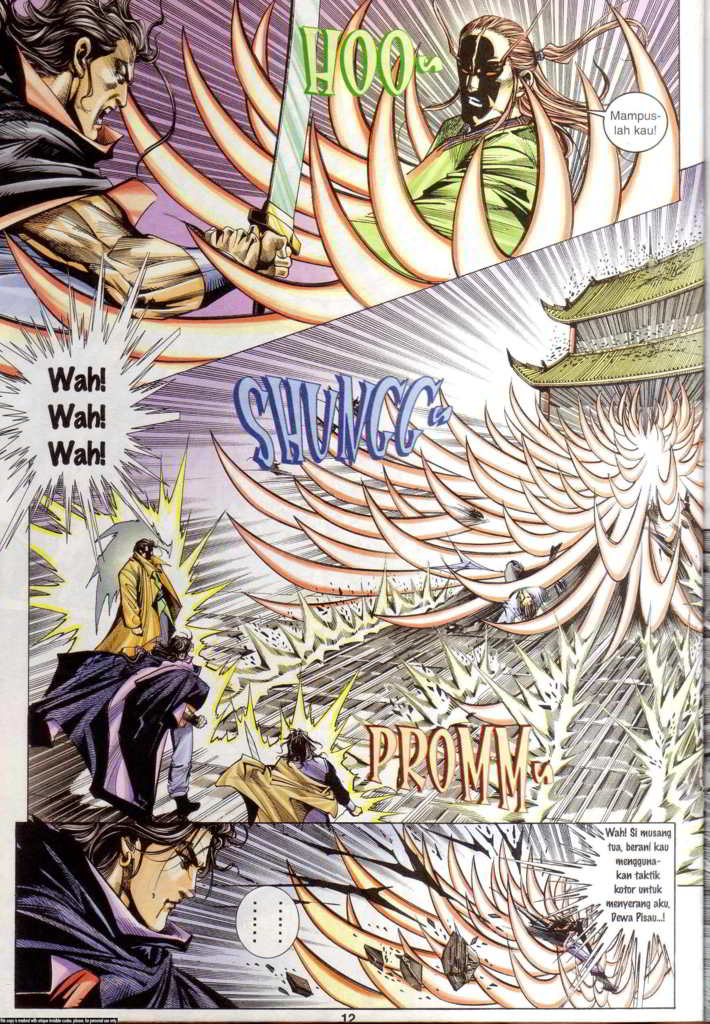 HOO~
Mampus-
lah kau!
Wah!
Wah!
Wah!
SHUNGG~
PROMM~
Wah! Si musang
tua, berani kau
mengguna-
kan taktik
kotor untuk
menyerang aku,
Dewa Pisau...!
12